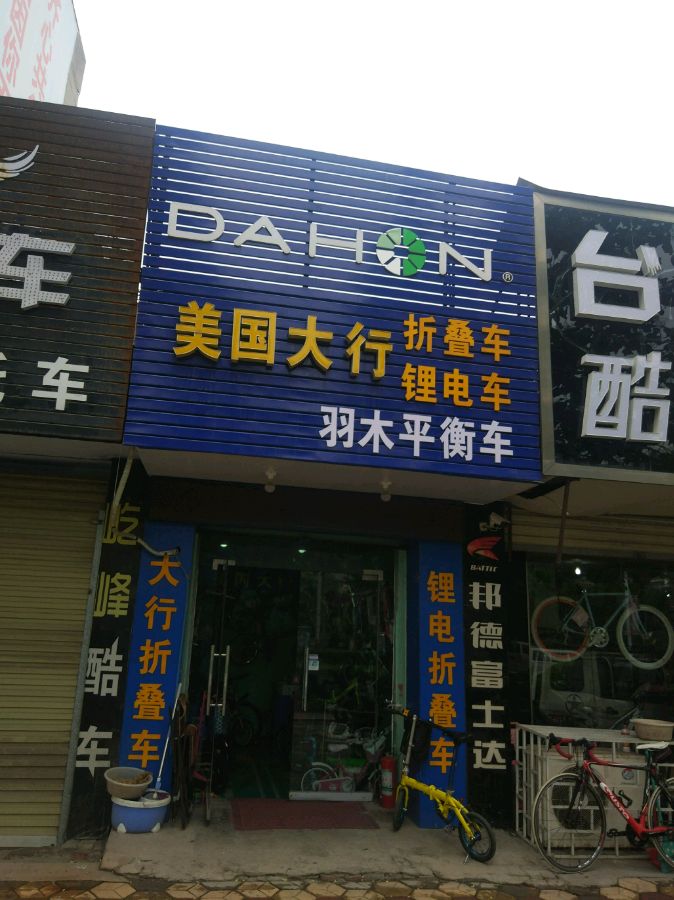 DAHON®
美国大行
折叠车
锂电车
羽木平衡车
车
车
台
酷
屹峰酷车
大行折叠车
锂电折叠车
BATTLE
邦德富士达